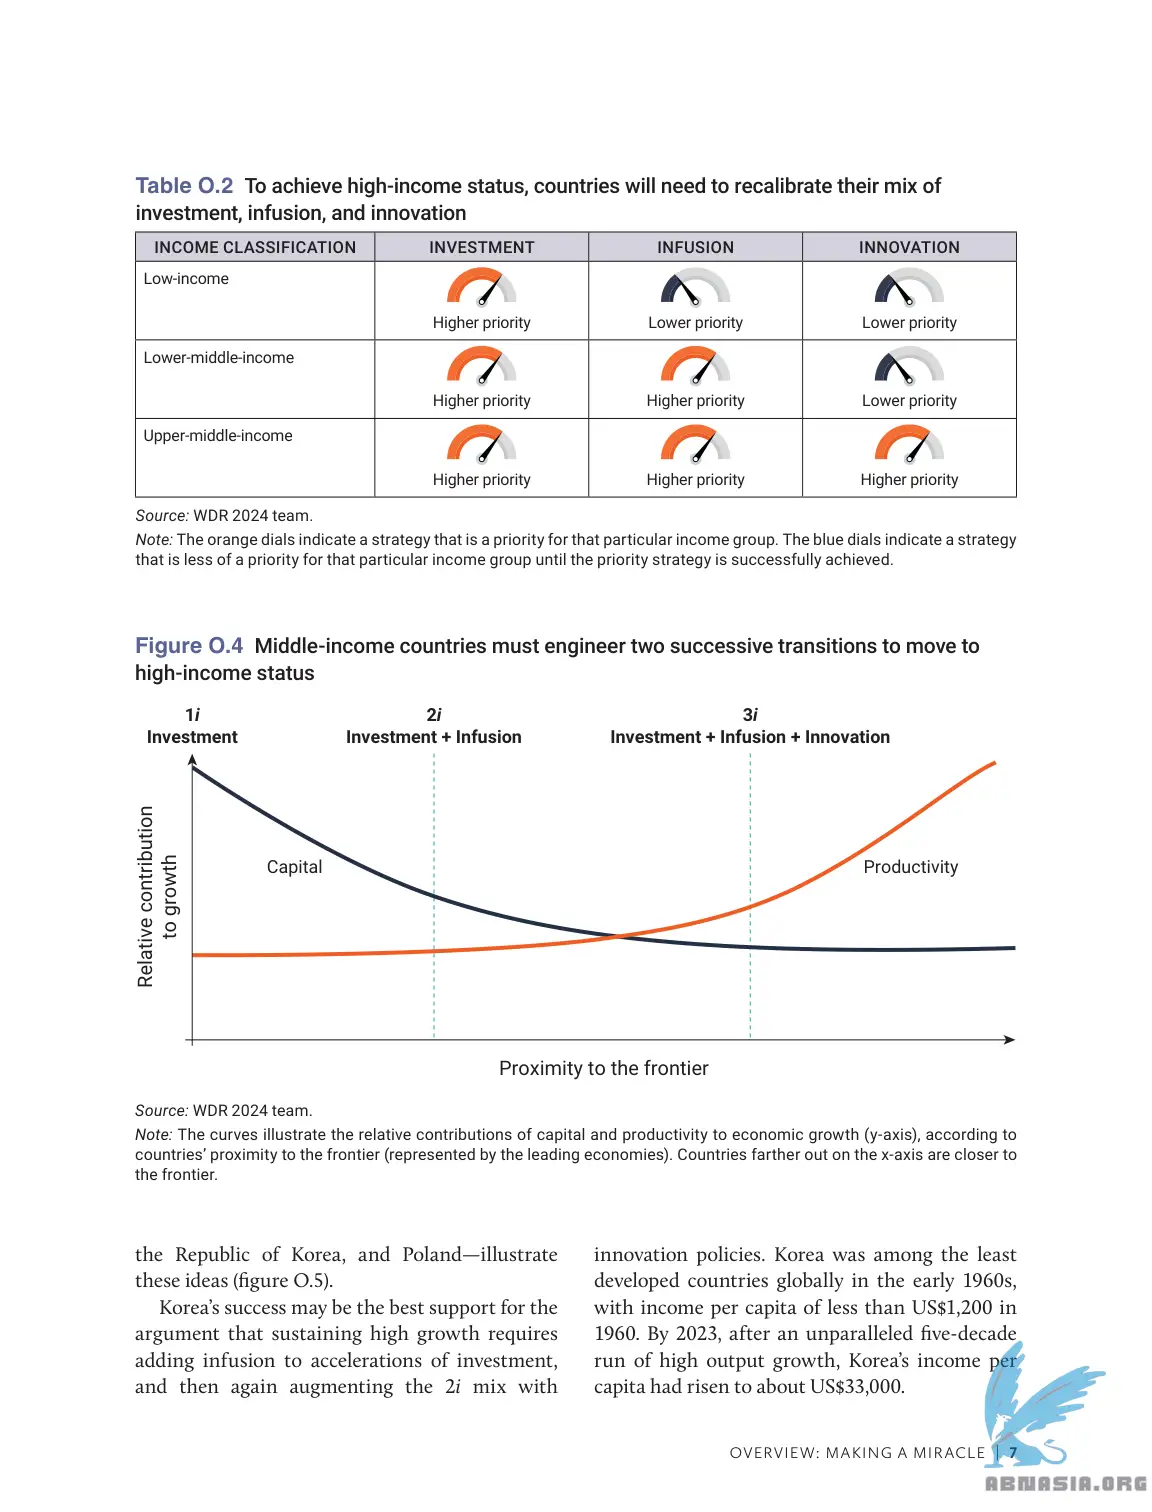 Table O.2 To achieve high-income status, countries will need to recalibrate their mix of
investment, infusion, and innovation
INCOME CLASSIFICATION INVESTMENT INFUSION INNOVATION
Low-income
Higher priority Lower priority Lower priority
Lower-middle-income
Higher priority Higher priority Lower priority
Upper-middle-income
Higher priority Higher priority Higher priority
Source: WDR 2024 team.
Note: The orange dials indicate a strategy that is a priority for that particular income group. The blue dials indicate a strategy
that is less of a priority for that particular income group until the priority strategy is successfully achieved.
Figure O.4 Middle-income countries must engineer two successive transitions to move to
high-income status
1i 2i 3i
Investment Investment + Infusion Investment + Infusion + Innovation
Relative contribution
to growth
Capital Productivity
Proximity to the frontier
Source: WDR 2024 team.
Note: The curves illustrate the relative contributions of capital and productivity to economic growth (y-axis), according to
countries’ proximity to the frontier (represented by the leading economies). Countries farther out on the x-axis are closer to
the frontier.
the Republic of Korea, and Poland—illustrate
these ideas (figure O.5).
Korea’s success may be the best support for the
argument that sustaining high growth requires
adding infusion to accelerations of investment,
and then again augmenting the 2i mix with
innovation policies. Korea was among the least
developed countries globally in the early 1960s,
with income per capita of less than US$1,200 in
1960. By 2023, after an unparalleled five-decade
run of high output growth, Korea’s income per
capita had risen to about US$33,000.
OVERVIEW: MAKING A MIRACLE | 7
ABNASIA.ORG